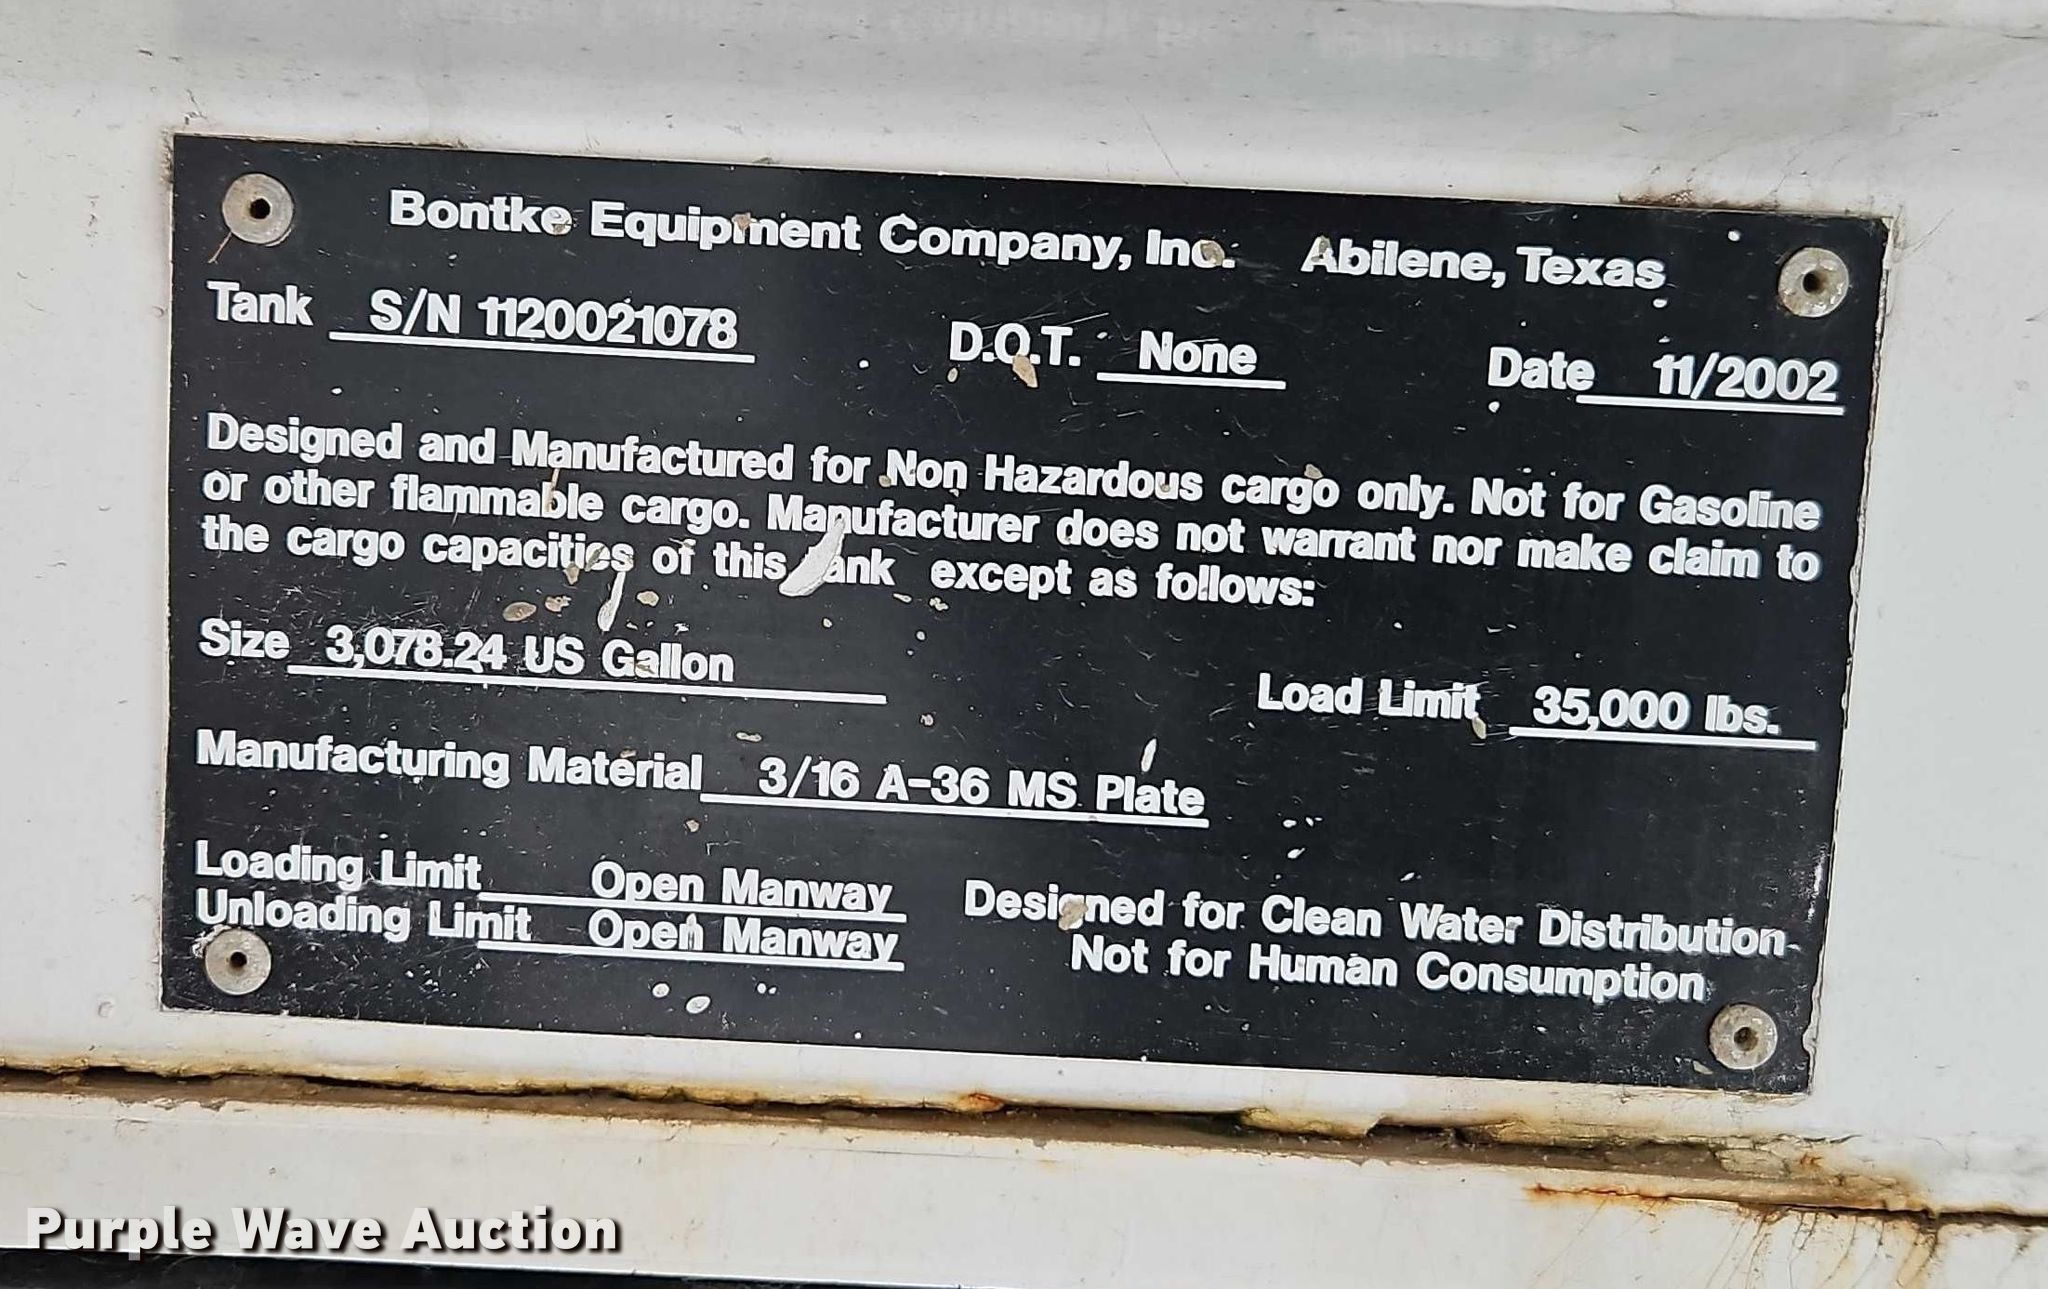 Bontke Equipment Company, Inc. Abilene, Texas
Tank S/N 1120021078 D.O.T. None Date 11/2002
Designed and Manufactured for Non Hazardous cargo only. Not for Gasoline
or other flammable cargo. Manufacturer does not warrant nor make claim to
the cargo capacities of this tank except as follows:
Size 3,078.24 US Gallon Load Limit 35,000 lbs.
Manufacturing Material 3/16 A-36 MS Plate
Loading Limit Open Manway Designed for Clean Water Distribution
Unloading Limit Open Manway Not for Human Consumption
Purple Wave Auction